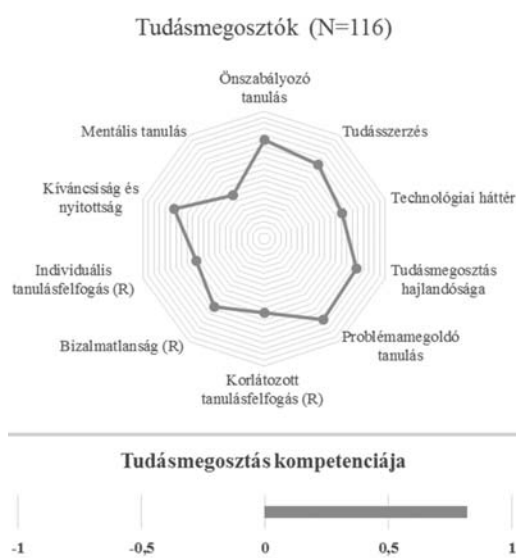 Tudásmegosztók (N=116)
Önszabályozó
tanulás
Mentális tanulás
Tudásszerzés
Kíváncsiság és
nyitottság
Technológiai háttér
Individuális
tanulásfelfogás (R)
Tudásmegosztás
hajlandósága
Bizalmatlanság (R)
Problémamegoldó
tanulás
Korlátozott
tanulásfelfogás (R)
Tudásmegosztás kompetenciája
-1 -0,5 0 0,5 1